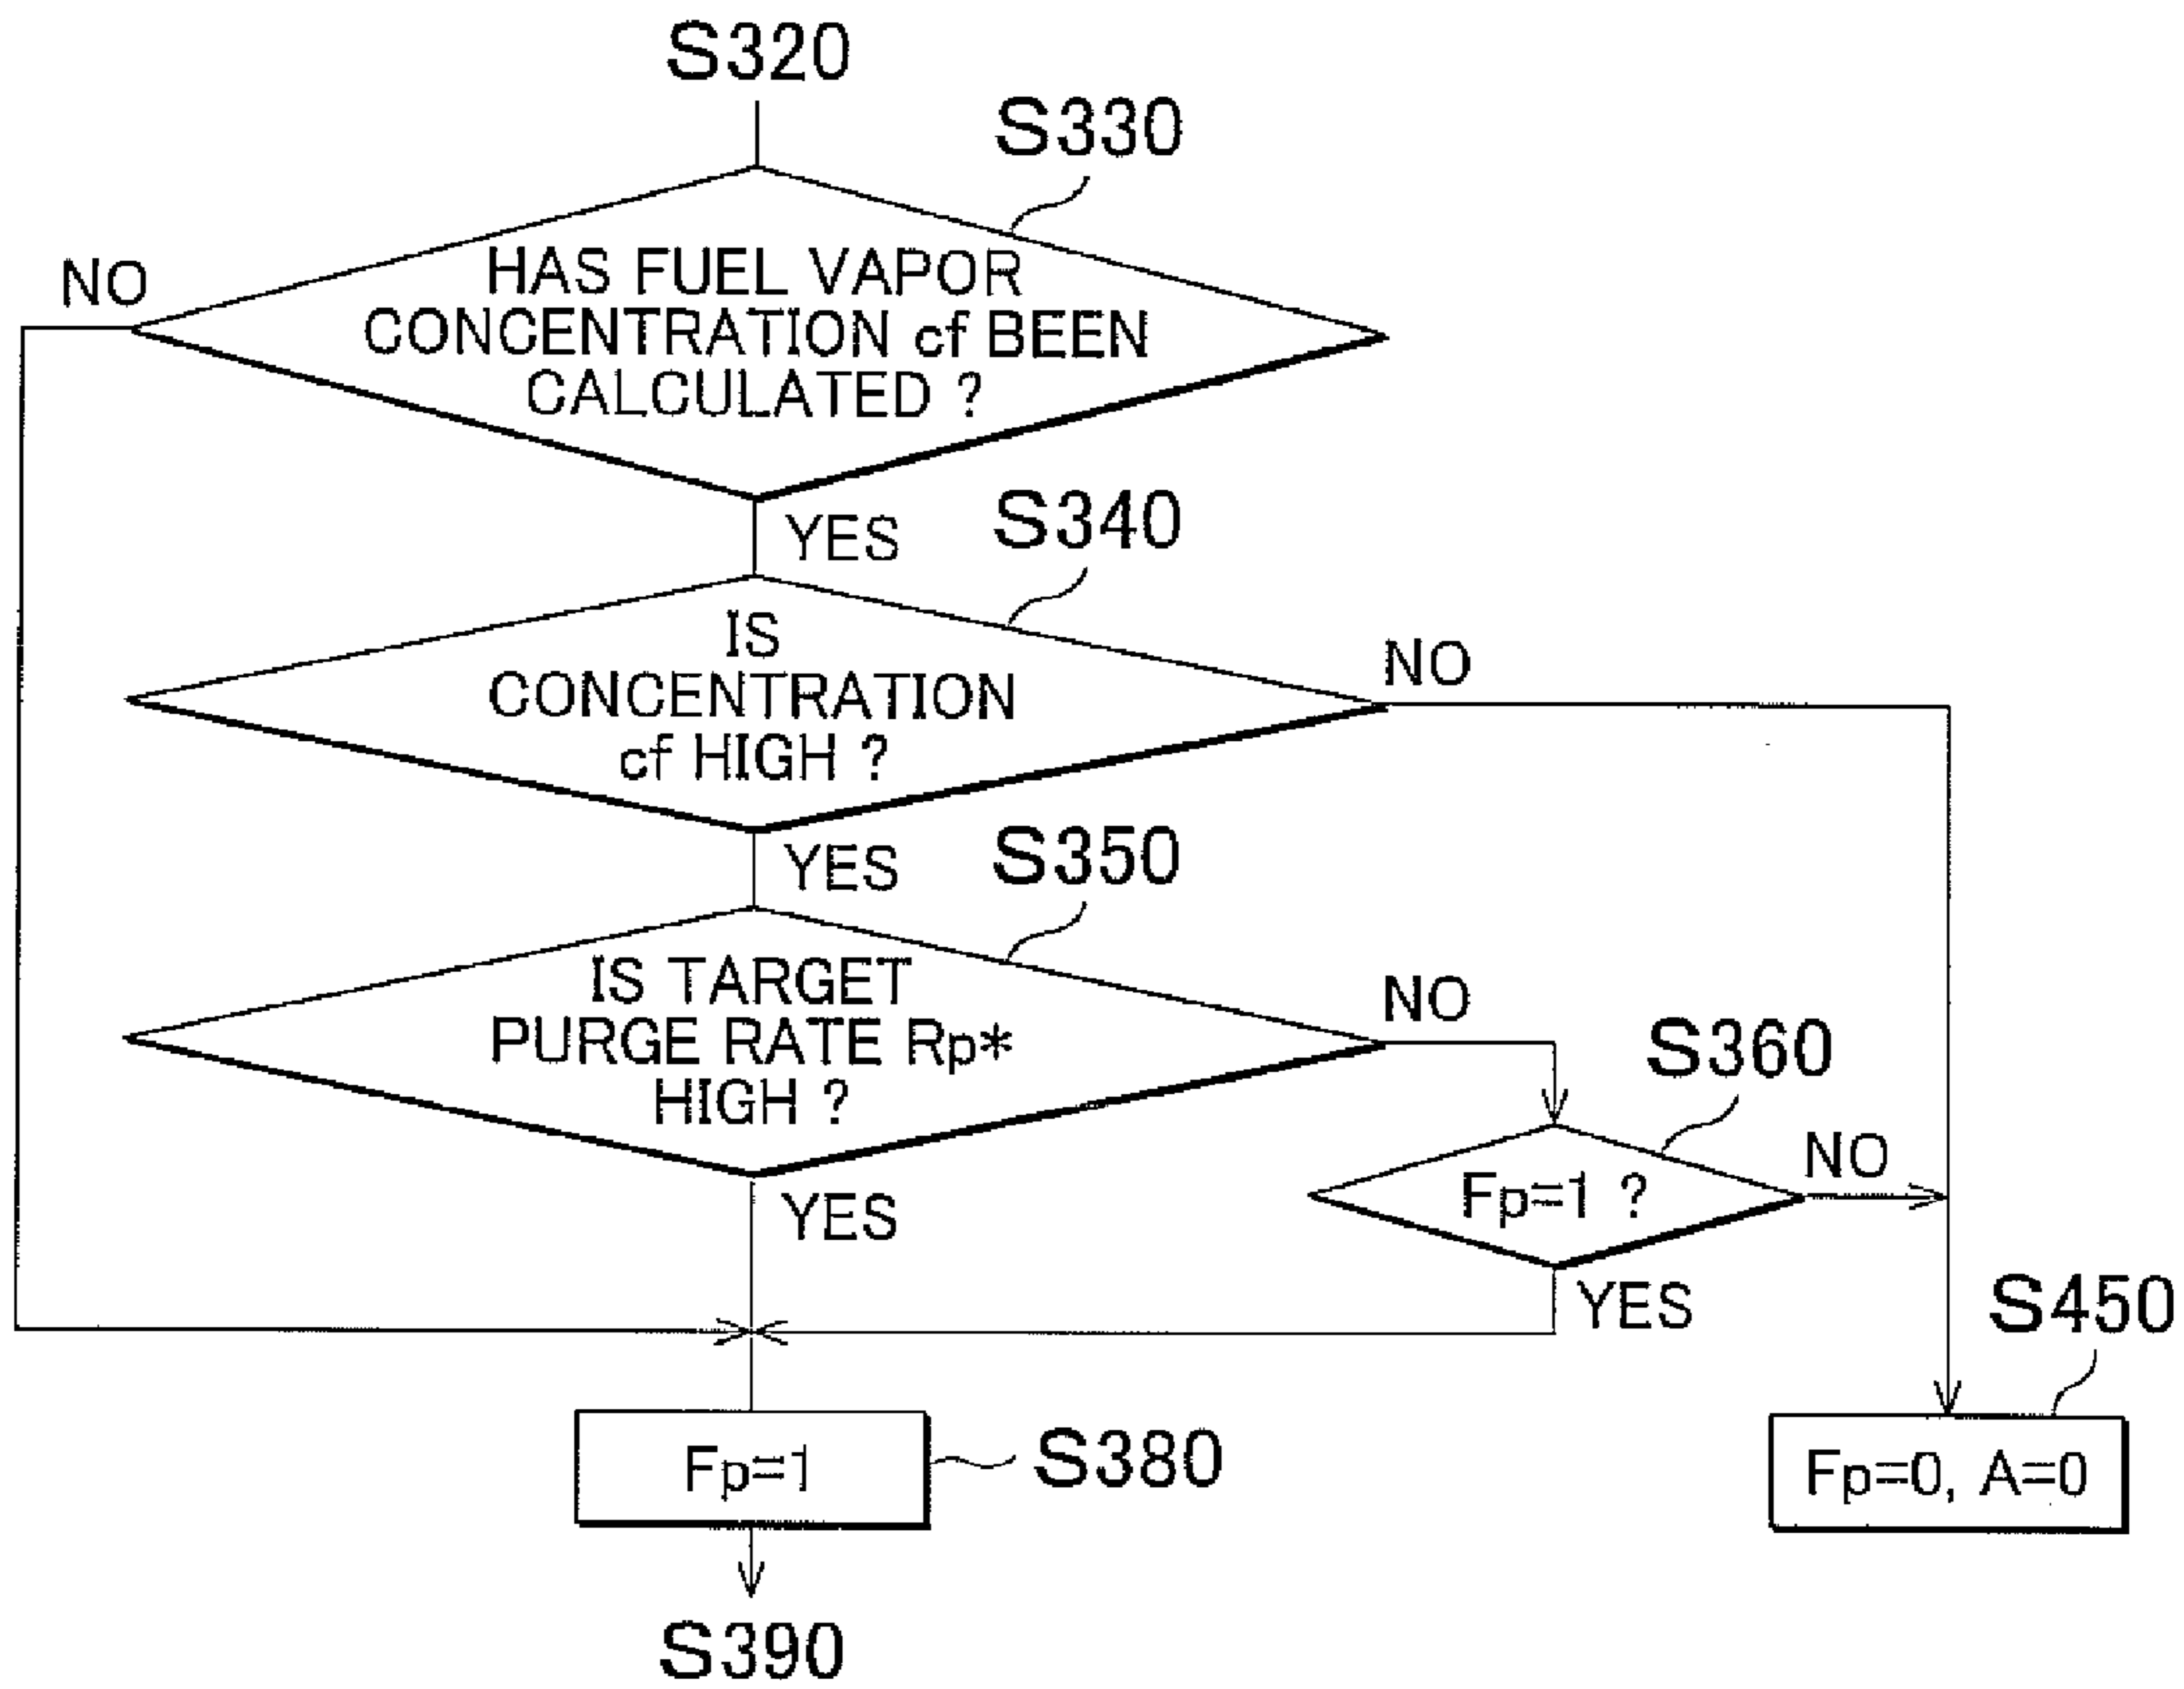 S320
S330
NO
HAS FUEL VAPOR
CONCENTRATION cf BEEN
CALCULATED ?
YES
S340
IS
CONCENTRATION
cf HIGH ?
NO
YES
S350
IS TARGET
PURGE RATE Rp*
HIGH ?
NO
S360
Fp=1 ?
NO
YES
YES
S450
Fp=1
S380
Fp=0, A=0
S390